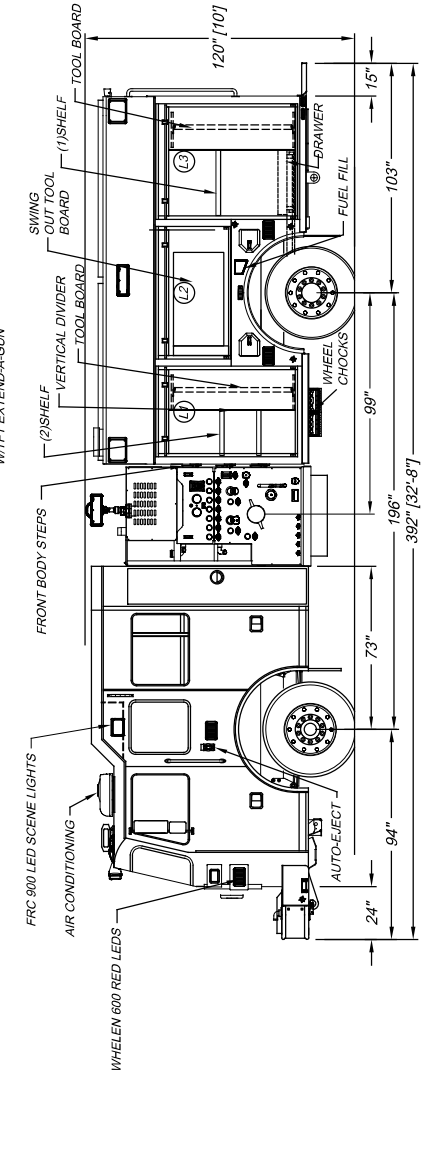 W/TFT EXTEND-A-GUN
FRC 900 LED SCENE LIGHTS
AIR CONDITIONING
WHELEN 600 RED LEDS
FRONT BODY STEPS
(2)SHELF
VERTICAL DIVIDER
TOOL BOARD
SWING
OUT TOOL
BOARD
(1)SHELF
TOOL BOARD
L1
L2
L3
120" [10']
DRAWER
FUEL FILL
WHEEL
CHOCKS
AUTO-EJECT
15"
103"
99"
73"
24"
94"
196"
392" [32'-8"]